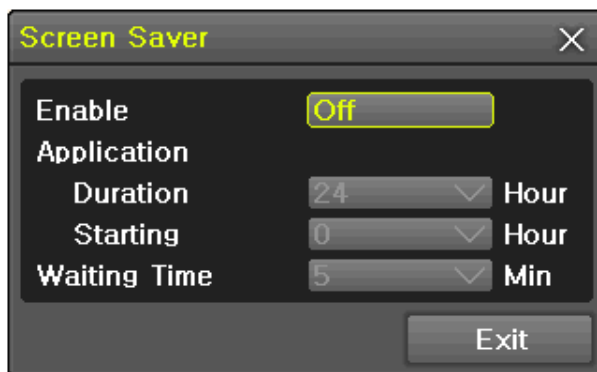 Screen Saver
Enable Off
Application
Duration 24 Hour
Starting 0 Hour
Waiting Time 5 Min
Exit